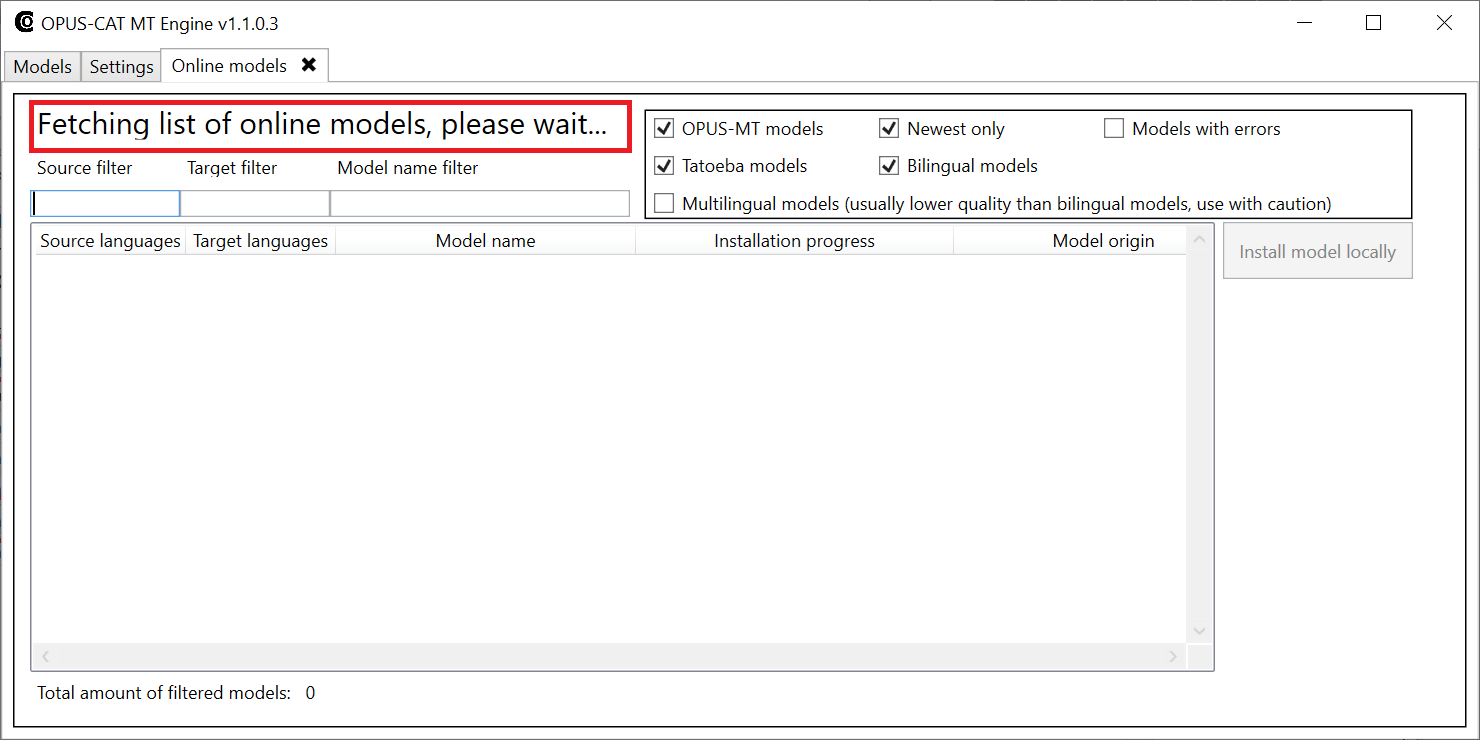 OPUS-CAT MT Engine v1.1.0.3
Models Settings Online models
Fetching list of online models, please wait...
Source filter Target filter Model name filter
OPUS-MT models Newest only Models with errors
Tatoeba models Bilingual models
Multilingual models (usually lower quality than bilingual models, use with caution)
Source languages Target languages Model name Installation progress Model origin
Install model locally
Total amount of filtered models: 0